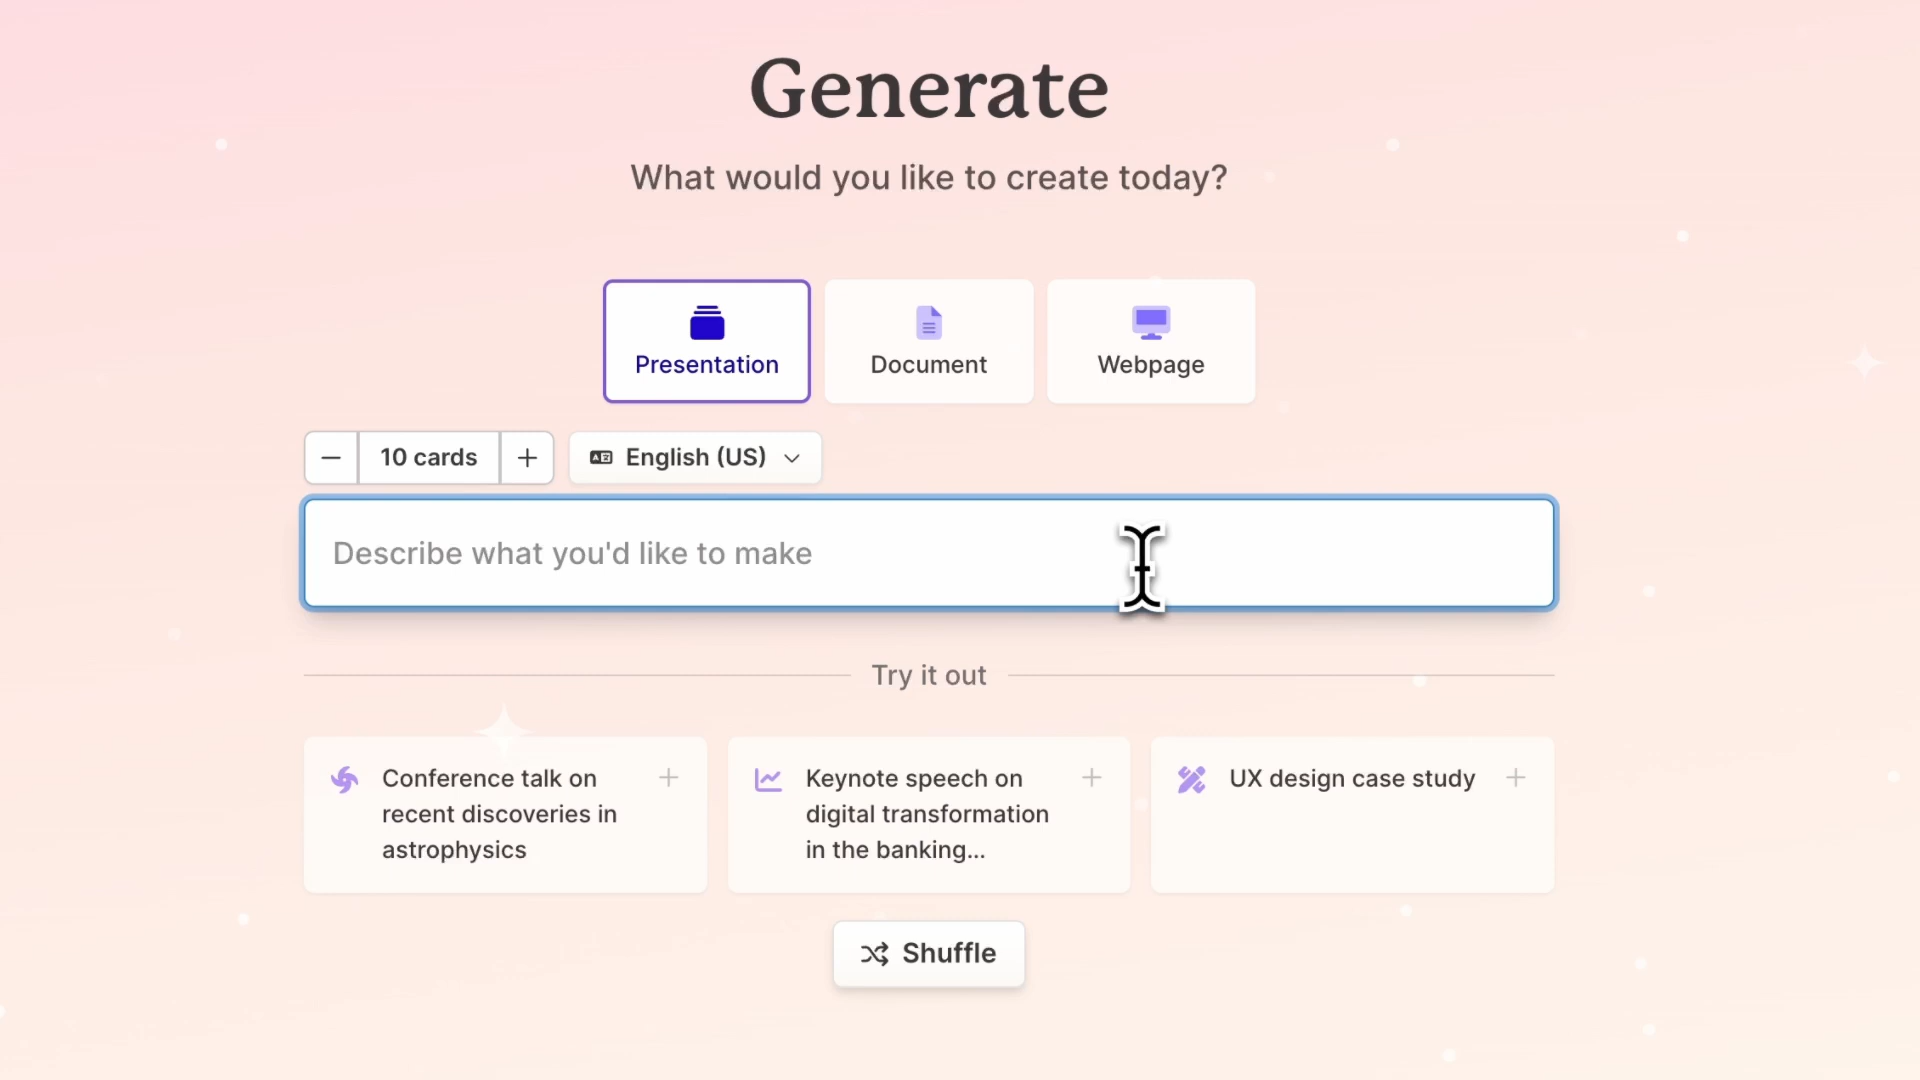 Generate
What would you like to create today?
Presentation
Document
Webpage
10 cards
English (US)
Describe what you'd like to make
Try it out
Conference talk on
recent discoveries in
astrophysics
Keynote speech on
digital transformation
in the banking...
UX design case study
Shuffle